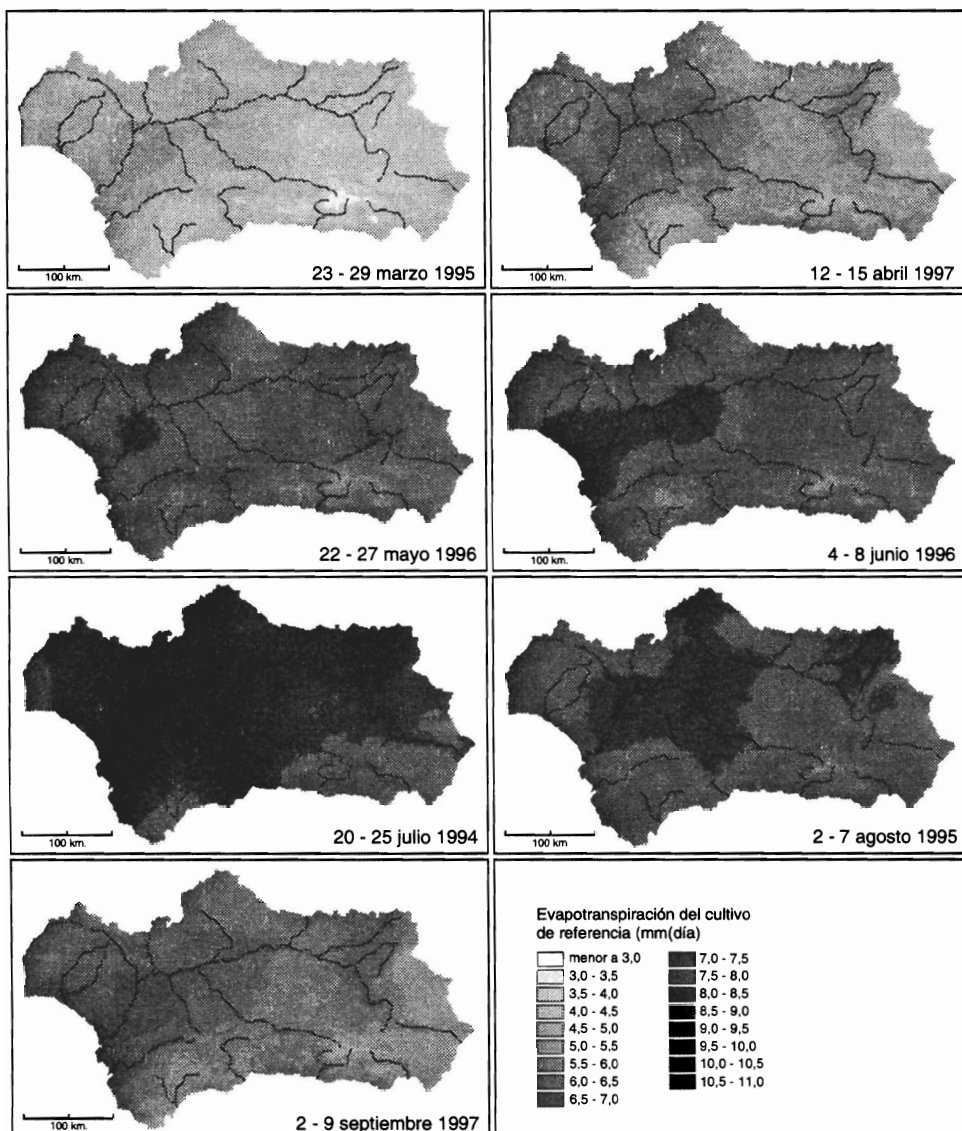 100 km.
23 - 29 marzo 1995
100 km.
12 - 15 abril 1997
100 km.
22 - 27 mayo 1996
100 km.
4 - 8 junio 1996
100 km.
20 - 25 julio 1994
100 km.
2 - 7 agosto 1995
100 km.
2 - 9 septiembre 1997
Evapotranspiración del cultivo
de referencia (mm(día)
menor a 3,0
3,0 - 3,5
3,5 - 4,0
4,0 - 4,5
4,5 - 5,0
5,0 - 5,5
5,5 - 6,0
6,0 - 6,5
6,5 - 7,0
7,0 - 7,5
7,5 - 8,0
8,0 - 8,5
8,5 - 9,0
9,0 - 9,5
9,5 - 10,0
10,0 - 10,5
10,5 - 11,0